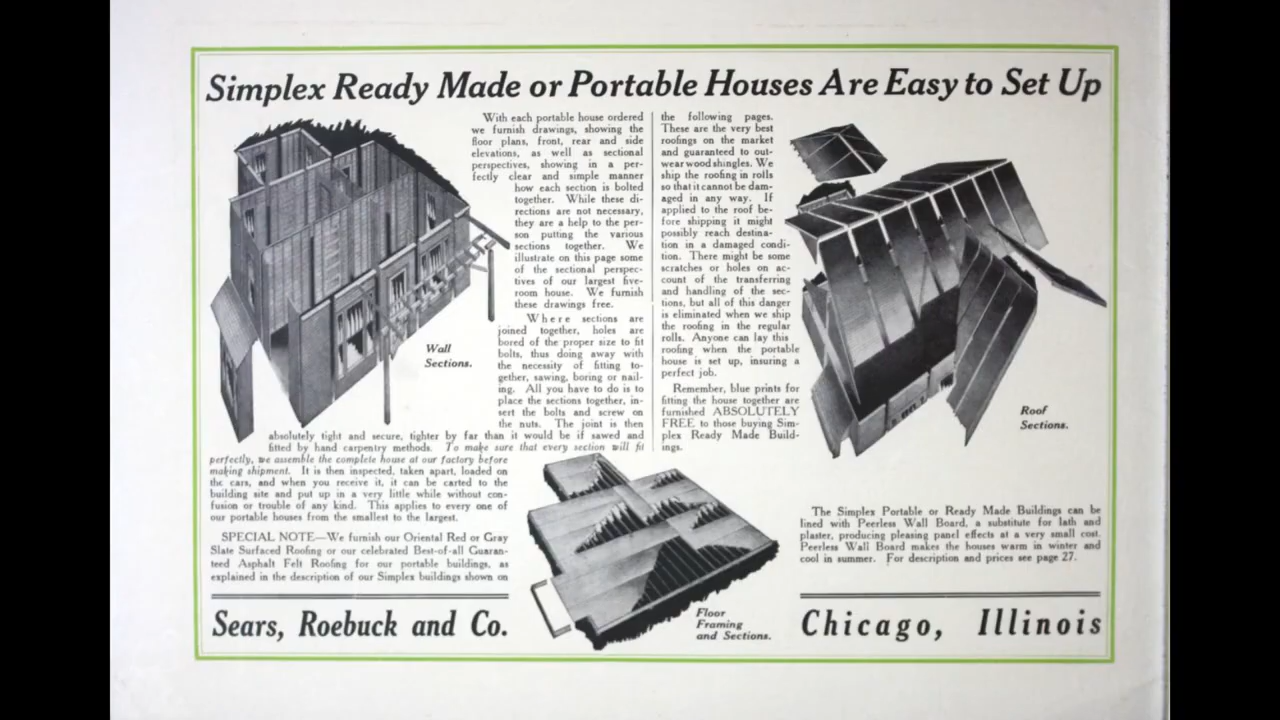 Simplex Ready Made or Portable Houses Are Easy to Set Up
With each portable house ordered
we furnish drawings, showing the
floor plans, front, rear and side
elevations, as well as sectional
perspectives, showing in a per-
fectly clear and simple manner
how each section is bolted
together. While these di-
rections are not necessary,
they are a help to the per-
son putting the various
sections together. We
illustrate on this page some
of the sectional perspec-
tives of our largest five-
room house. We furnish
these drawings free.
Where sections are
joined together, holes are
bored of the proper size to fit
bolts, thus doing away with
the necessity of fitting to-
gether, sawing, boring or nail-
ing. All you have to do is to
place the sections together, in-
sert the bolts and screw on
the nuts. The joint is then
absolutely tight and secure, tighter by far than it would be if sawed and
fitted by hand carpentry methods. To make sure that every section will fit
perfectly, we assemble the complete house at our factory before
making shipment. It is then inspected, taken apart, loaded on
the cars, and when you receive it, it can be carted to the
building site and put up in a very little while without con-
fusion or trouble of any kind. This applies to every one of
our portable houses from the smallest to the largest.
SPECIAL NOTE—We furnish our Oriental Red or Gray
Slate Surfaced Roofing or our celebrated Best-of-all Guaran-
teed Asphalt Felt Roofing for our portable buildings, as
explained in the description of our Simplex buildings shown on
the following pages.
These are the very best
roofings on the market
and guaranteed to out-
wear wood shingles. We
ship the roofing in rolls
so that it cannot be dam-
aged in any way. If
applied to the roof be-
fore shipping it might
possibly reach destina-
tion in a damaged condi-
tion. There might be some
scratches or holes on ac-
count of the transferring
and handling of the sec-
tions, but all of this danger
is eliminated when we ship
the roofing in the regular
rolls. Anyone can lay this
roofing when the portable
house is set up, insuring a
perfect job.
Remember, blue prints for
fitting the house together are
furnished ABSOLUTELY
FREE to those buying Sim-
plex Ready Made Build-
ings.
Wall
Sections.
Roof
Sections.
Floor
Framing
and Sections.
The Simplex Portable or Ready Made Buildings can be
lined with Peerless Wall Board, a substitute for lath and
plaster, producing pleasing panel effects at a very small cost.
Peerless Wall Board makes the houses warm in winter and
cool in summer. For description and prices see page 27.
Sears, Roebuck and Co.
Chicago, Illinois